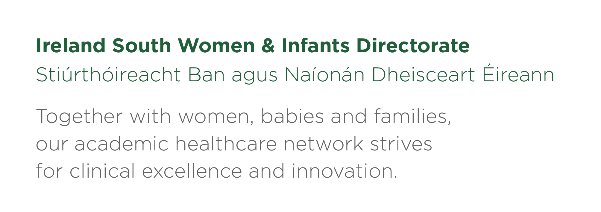 Ireland South Women & Infants Directorate
Stiúrthóireacht Ban agus Naíonán Dheisceart Éireann
Together with women, babies and families,
our academic healthcare network strives
for clinical excellence and innovation.